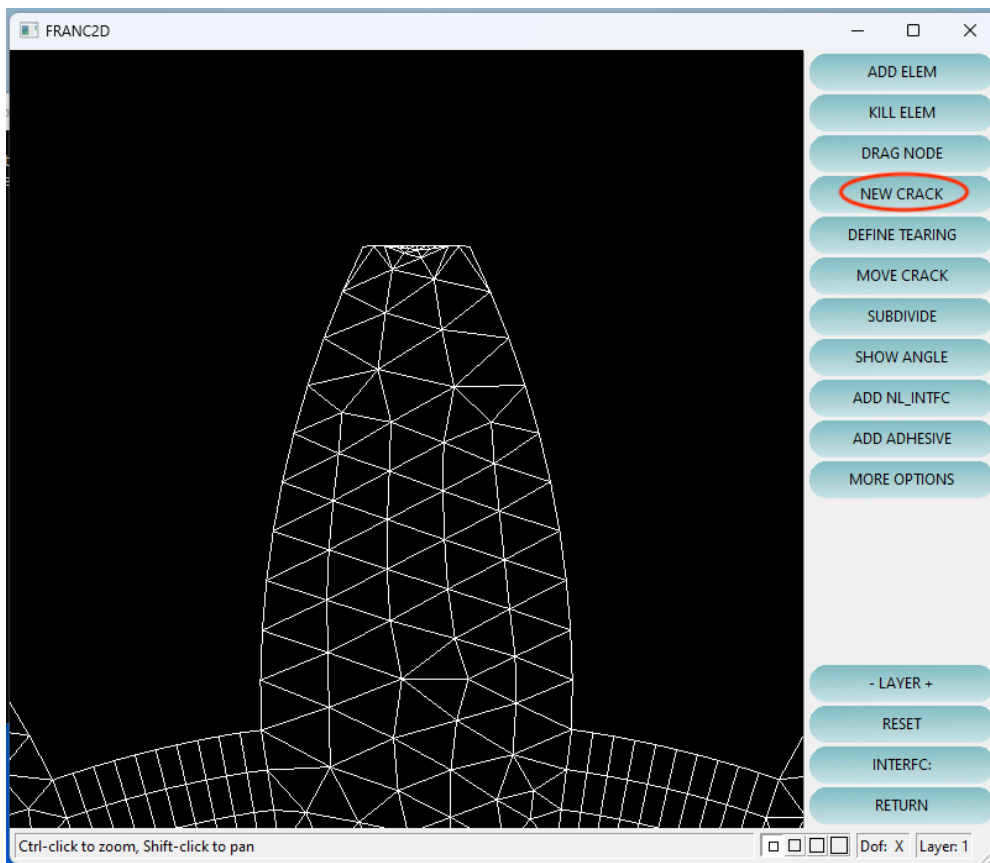 FRANC2D
ADD ELEM
KILL ELEM
DRAG NODE
NEW CRACK
DEFINE TEARING
MOVE CRACK
SUBDIVIDE
SHOW ANGLE
ADD NL_INTFC
ADD ADHESIVE
MORE OPTIONS
- LAYER +
RESET
INTERFC:
RETURN
Ctrl-click to zoom, Shift-click to pan
Dof: X
Layer: 1